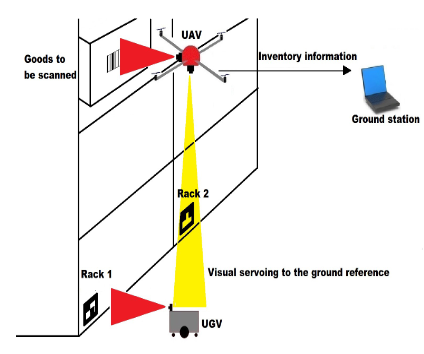 UAV
Goods to
be scanned
Inventory information
Ground station
Rack 2
Rack 1
Visual servoing to the ground reference
UGV